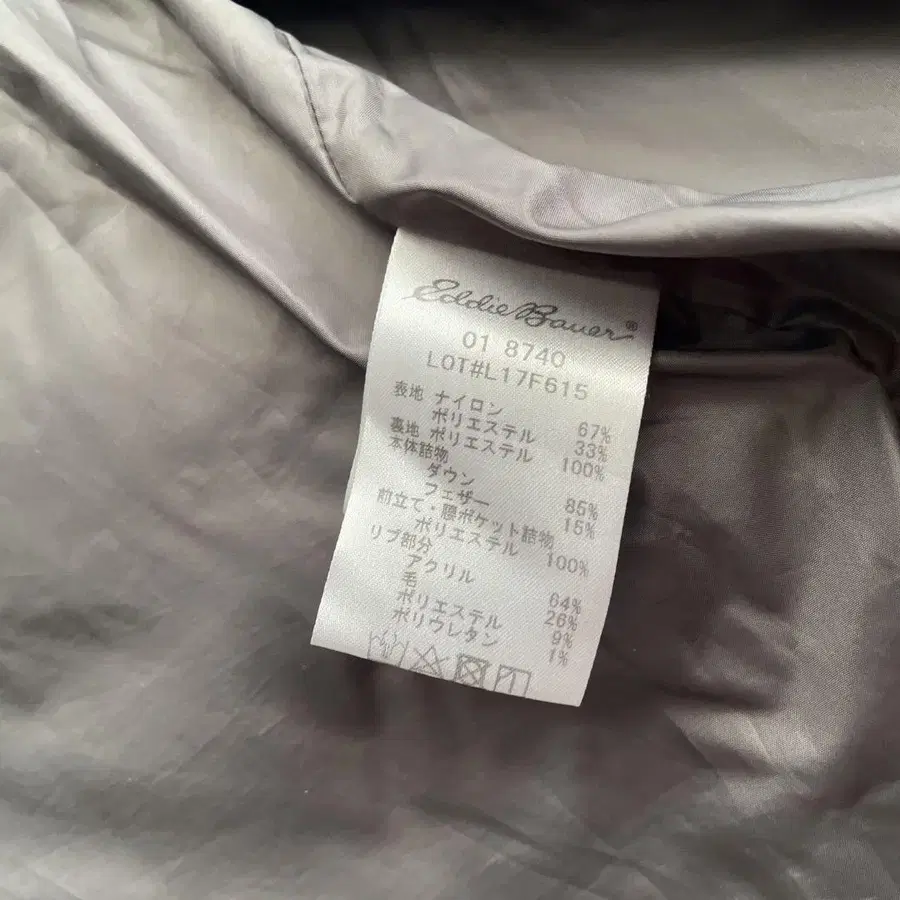 Eddie Bauer®
01 8740
LOT#L17F615
表地 ナイロン 67%
ポリエステル 33%
裏地 ポリエステル 100%
本体詰物
ダウン 85%
フェザー 15%
前立て・腰ポケット詰物
ポリエステル 100%
リブ部分
アクリル 64%
毛 26%
ポリエステル 9%
ポリウレタン 1%